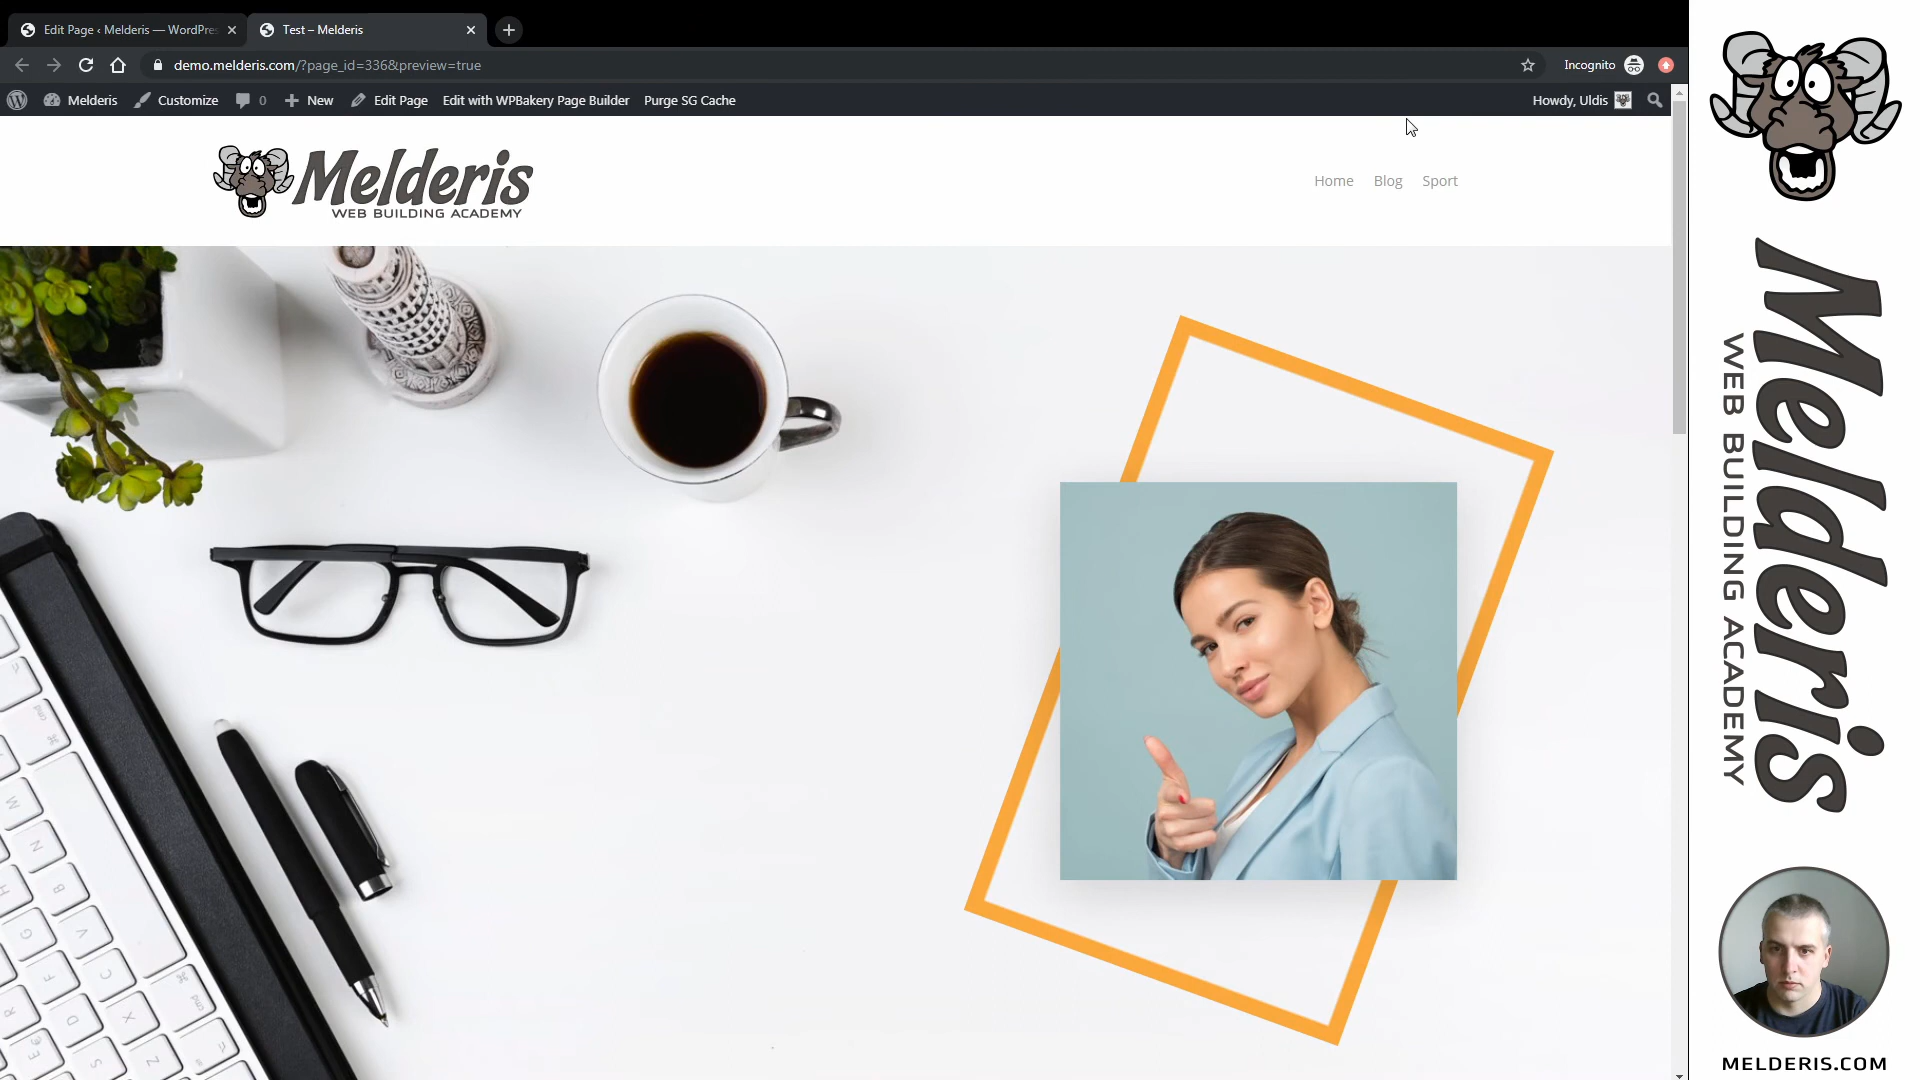 Edit Page ‹ Melderis — WordPres
Test – Melderis
demo.melderis.com/?page_id=336&preview=true
Incognito
Melderis
Customize
0
New
Edit Page
Edit with WPBakery Page Builder
Purge SG Cache
Howdy, Uldis
Melderis
WEB BUILDING ACADEMY
Home
Blog
Sport
Melderis
WEB BUILDING ACADEMY
MELDERIS.COM